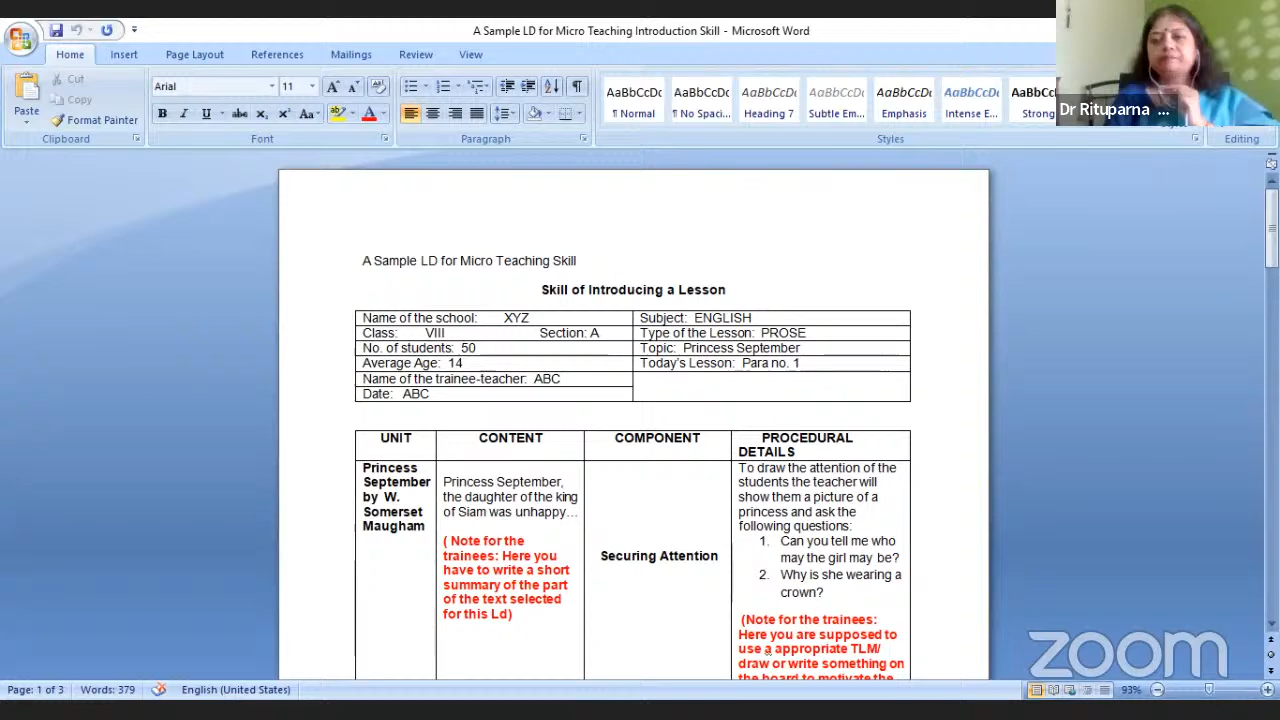 A Sample LD for Micro Teaching Introduction Skill - Microsoft Word
Home Insert Page Layout References Mailings Review View
Paste
Cut
Copy
Format Painter
Clipboard
Arial 11
Font
Paragraph
AaBbCcDc AaBbCcDc AaBbCcDc AaBbCcDc AaBbCcDc AaBbCcDc AaBbCcDc
¶ Normal ¶ No Spaci... Heading 7 Subtle Em... Emphasis Intense E... Strong
Styles
Editing
Dr Rituparna ...
A Sample LD for Micro Teaching Skill
Skill of Introducing a Lesson
Name of the school: XYZ
Subject: ENGLISH
Class: VIII Section: A
Type of the Lesson: PROSE
No. of students: 50
Topic: Princess September
Average Age: 14
Today's Lesson: Para no. 1
Name of the trainee-teacher: ABC
Date: ABC
UNIT
CONTENT
COMPONENT
PROCEDURAL
DETAILS
Princess
September
by W.
Somerset
Maugham
Princess September,
the daughter of the king
of Siam was unhappy…
( Note for the
trainees: Here you
have to write a short
summary of the part
of the text selected
for this Ld)
Securing Attention
To draw the attention of the
students the teacher will
show them a picture of a
princess and ask the
following questions:
1. Can you tell me who
may the girl may be?
2. Why is she wearing a
crown?
(Note for the trainees:
Here you are supposed to
use a appropriate TLM/
draw or write something on
the board to motivate the
zoom
Page: 1 of 3 Words: 379 English (United States) 93%